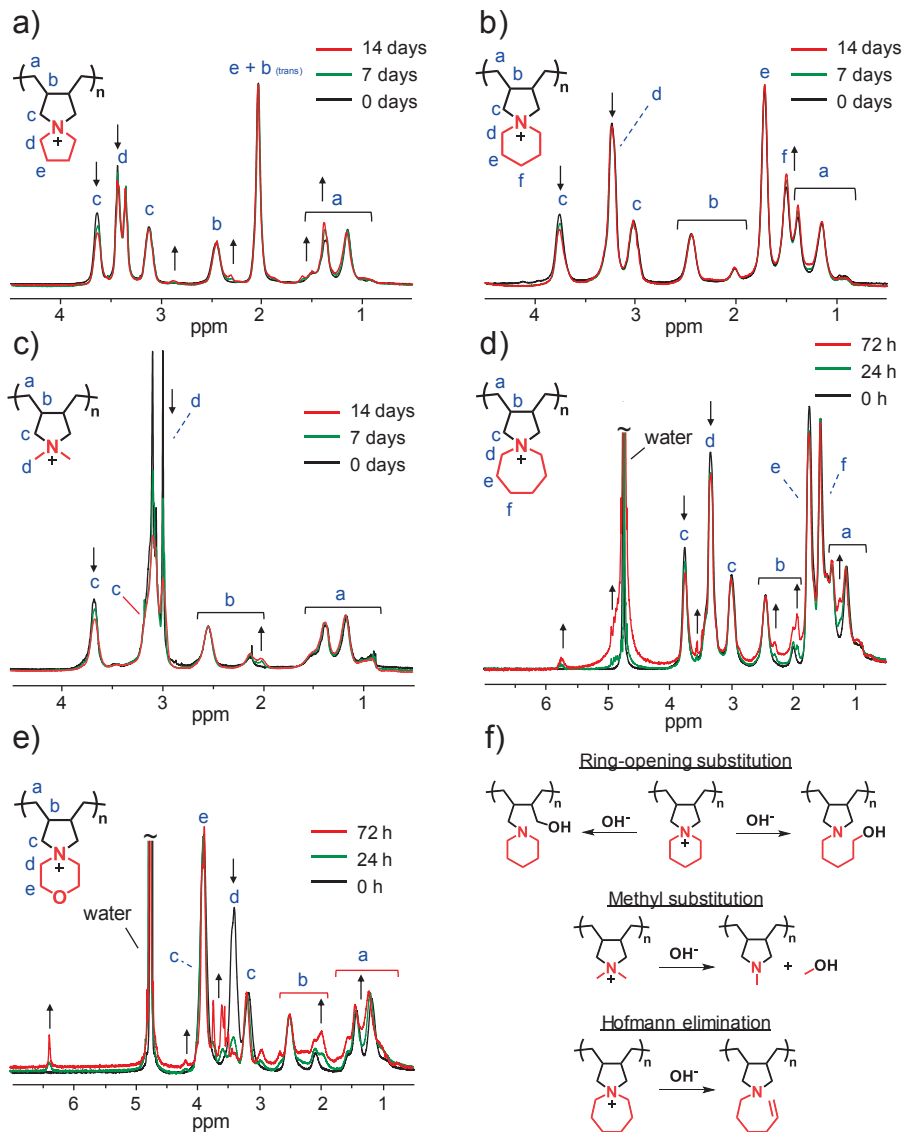 a)
a
b
n
c
N
+
d
e
14 days
7 days
0 days
e + b (trans)
d
c
c
b
a
4
3
2
1
ppm
b)
a
b
n
c
N
+
d
e
f
14 days
7 days
0 days
d
e
c
c
b
f
a
4
3
2
1
ppm
c)
a
b
n
c
N
+
d
14 days
7 days
0 days
d
c
c
b
a
4
3
2
1
ppm
d)
a
b
n
c
N
+
d
e
f
72 h
24 h
0 h
~
water
d
c
c
e
f
b
a
6
5
4
3
2
1
ppm
e)
a
b
n
c
N
+
d
e
O
72 h
24 h
0 h
~
water
e
d
c
c
b
a
6
5
4
3
2
1
ppm
f)
Ring-opening substitution
n
OH
N
OH-
n
N
+
OH-
n
N
OH
Methyl substitution
n
N
+
OH-
n
N
+
OH
Hofmann elimination
n
N
+
OH-
n
N